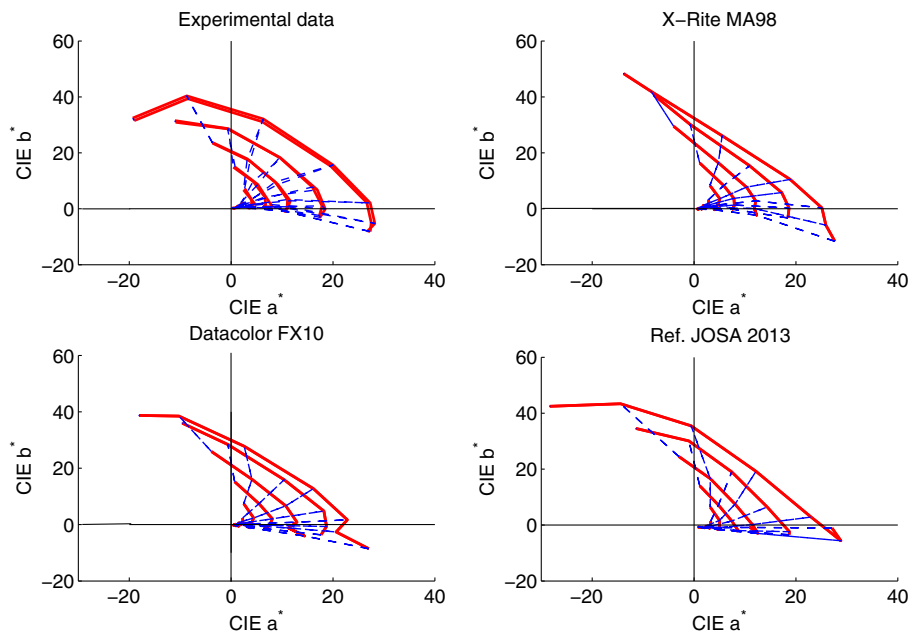 Experimental data
60
40
20
0
−20
−20 0 20 40
CIE a*
CIE b*
X−Rite MA98
60
40
20
0
−20
−20 0 20 40
CIE a*
CIE b*
Datacolor FX10
60
40
20
0
−20
−20 0 20 40
CIE a*
CIE b*
Ref. JOSA 2013
60
40
20
0
−20
−20 0 20 40
CIE a*
CIE b*